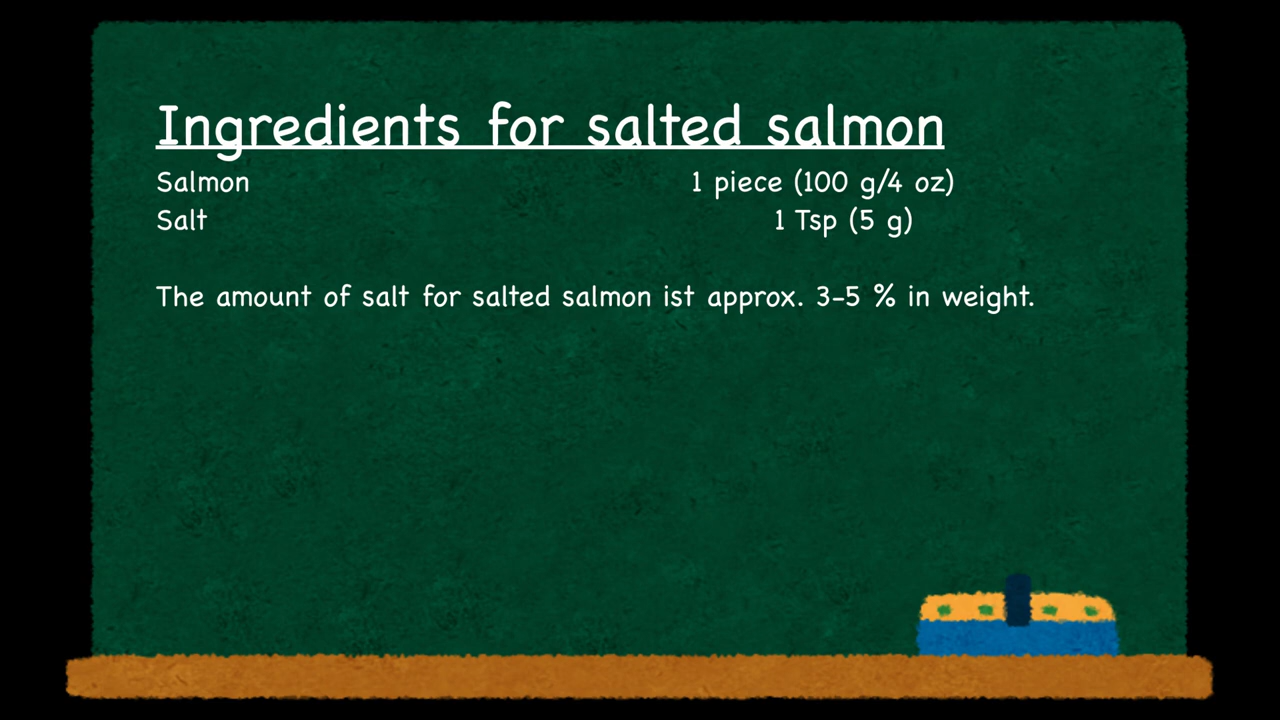 Ingredients for salted salmon
Salmon 1 piece (100 g/4 oz)
Salt 1 Tsp (5 g)
The amount of salt for salted salmon ist approx. 3-5 % in weight.